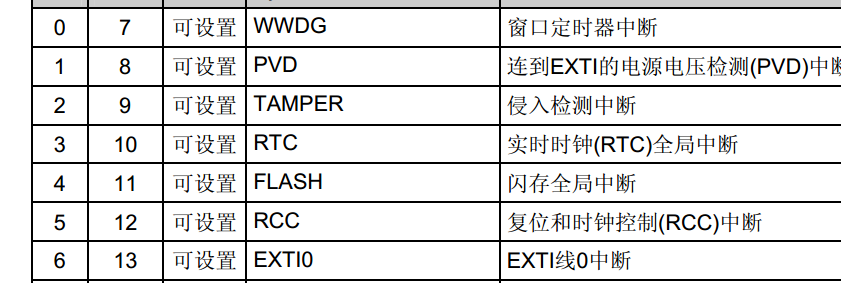 0 7 可设置 WWDG 窗口定时器中断
1 8 可设置 PVD 连到EXTI的电源电压检测(PVD)中
2 9 可设置 TAMPER 侵入检测中断
3 10 可设置 RTC 实时时钟(RTC)全局中断
4 11 可设置 FLASH 闪存全局中断
5 12 可设置 RCC 复位和时钟控制(RCC)中断
6 13 可设置 EXTI0 EXTI线0中断